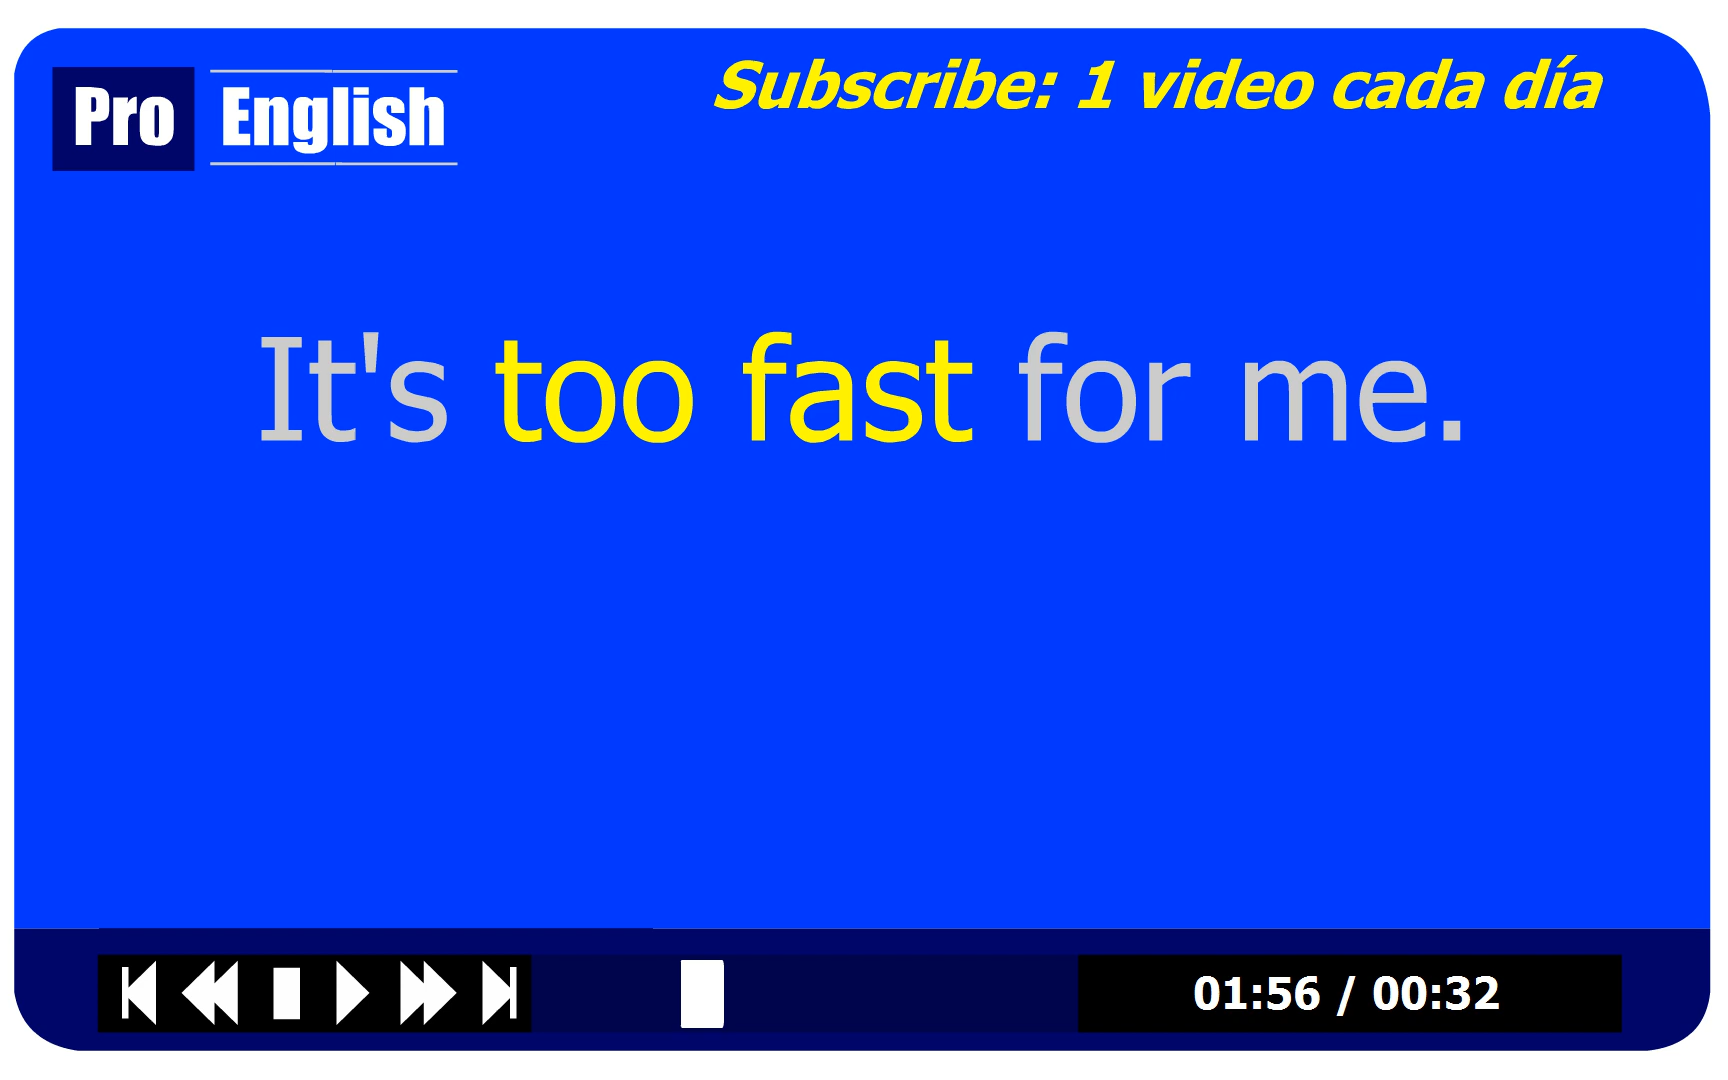 Pro English
Subscribe: 1 video cada día
It's too fast for me.
01:56 / 00:32